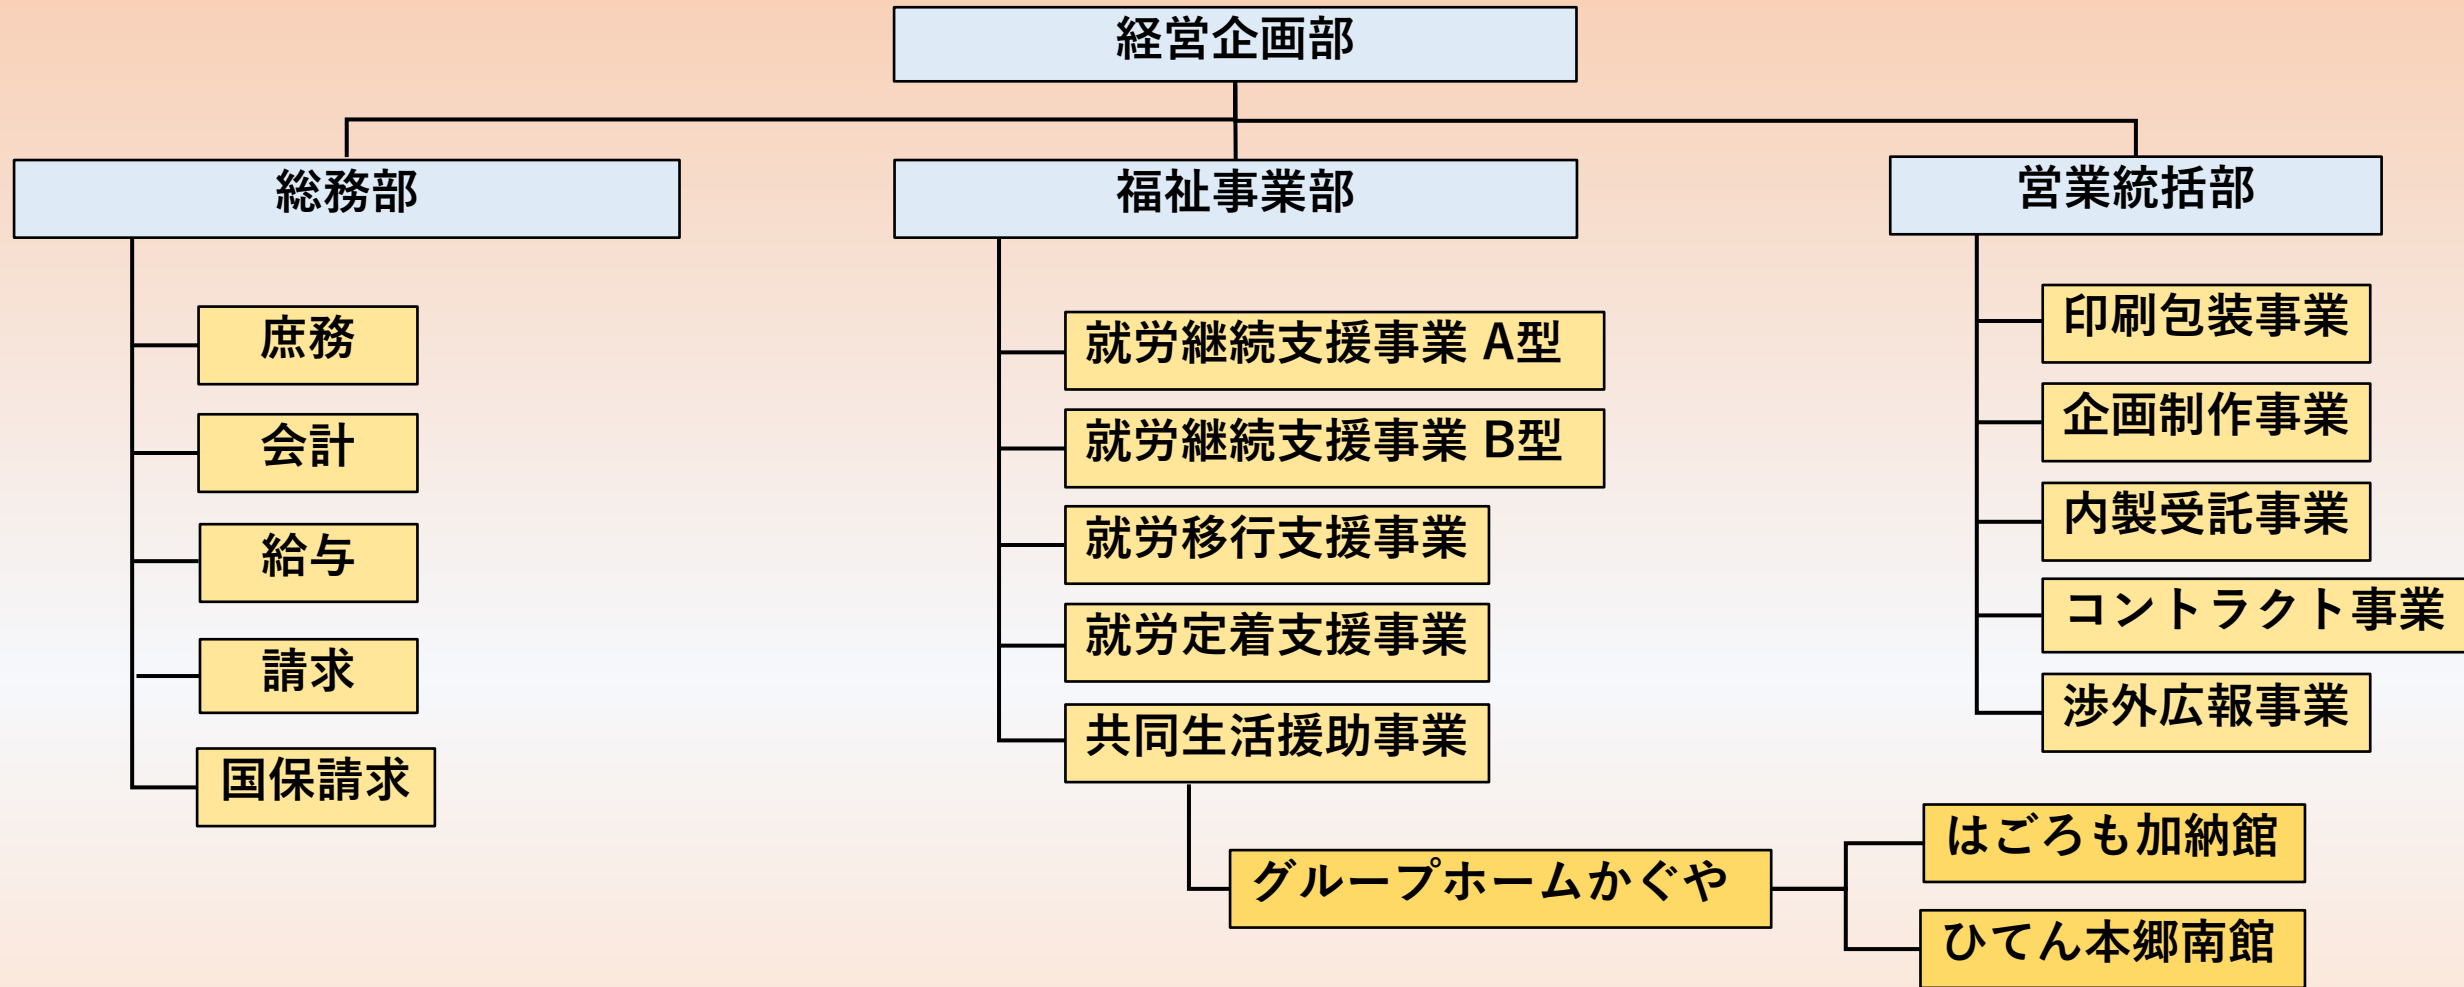 経営企画部
総務部
福祉事業部
営業統括部
庶務
会計
給与
請求
国保請求
就労継続支援事業 A型
就労継続支援事業 B型
就労移行支援事業
就労定着支援事業
共同生活援助事業
グループホームかぐや
はごろも加納館
ひてん本郷南館
印刷包装事業
企画制作事業
内製受託事業
コントラクト事業
渉外広報事業